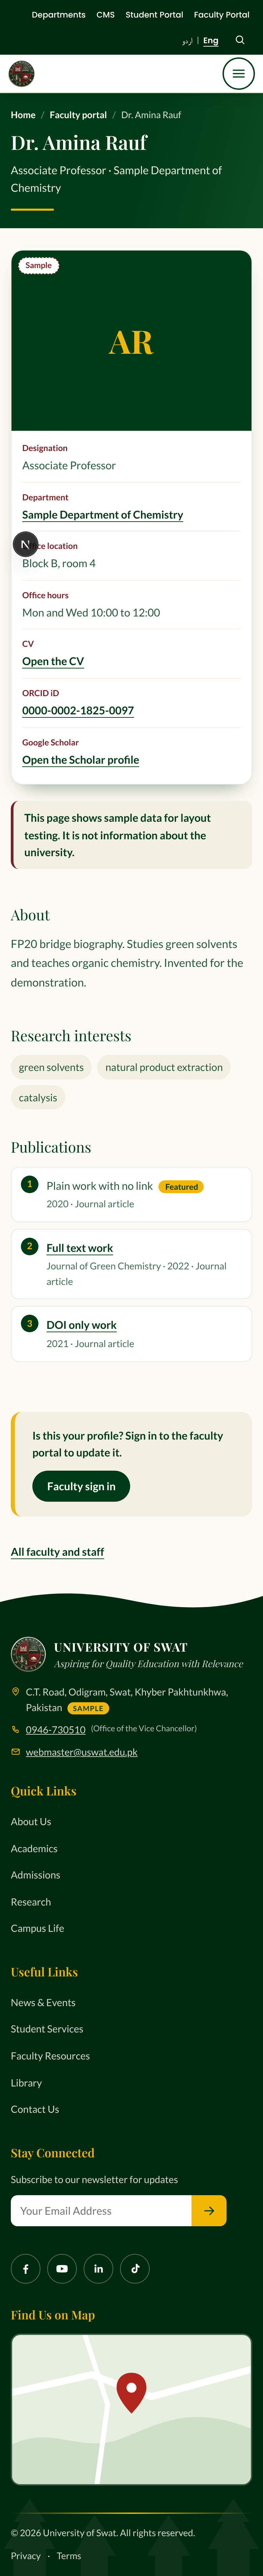 Departments CMS Student Portal Faculty Portal
اردو | Eng
Home / Faculty portal / Dr. Amina Rauf
Dr. Amina Rauf
Associate Professor · Sample Department of
Chemistry
Sample
AR
Designation
Associate Professor
Department
Sample Department of Chemistry
N
location
Block B, room 4
Office hours
Mon and Wed 10:00 to 12:00
CV
Open the CV
ORCID iD
0000-0002-1825-0097
Google Scholar
Open the Scholar profile
This page shows sample data for layout
testing. It is not information about the
university.
About
FP20 bridge biography. Studies green solvents
and teaches organic chemistry. Invented for the
demonstration.
Research interests
green solvents natural product extraction
catalysis
Publications
1 Plain work with no link Featured
2020 · Journal article
2 Full text work
Journal of Green Chemistry · 2022 · Journal
article
3 DOI only work
2021 · Journal article
Is this your profile? Sign in to the faculty
portal to update it.
Faculty sign in
All faculty and staff
UNIVERSITY OF SWAT
Aspiring for Quality Education with Relevance
C.T. Road, Odigram, Swat, Khyber Pakhtunkhwa,
Pakistan SAMPLE
0946-730510 (Office of the Vice Chancellor)
webmaster@uswat.edu.pk
Quick Links
About Us
Academics
Admissions
Research
Campus Life
Useful Links
News & Events
Student Services
Faculty Resources
Library
Contact Us
Stay Connected
Subscribe to our newsletter for updates
Your Email Address
Find Us on Map
© 2026 University of Swat. All rights reserved.
Privacy · Terms